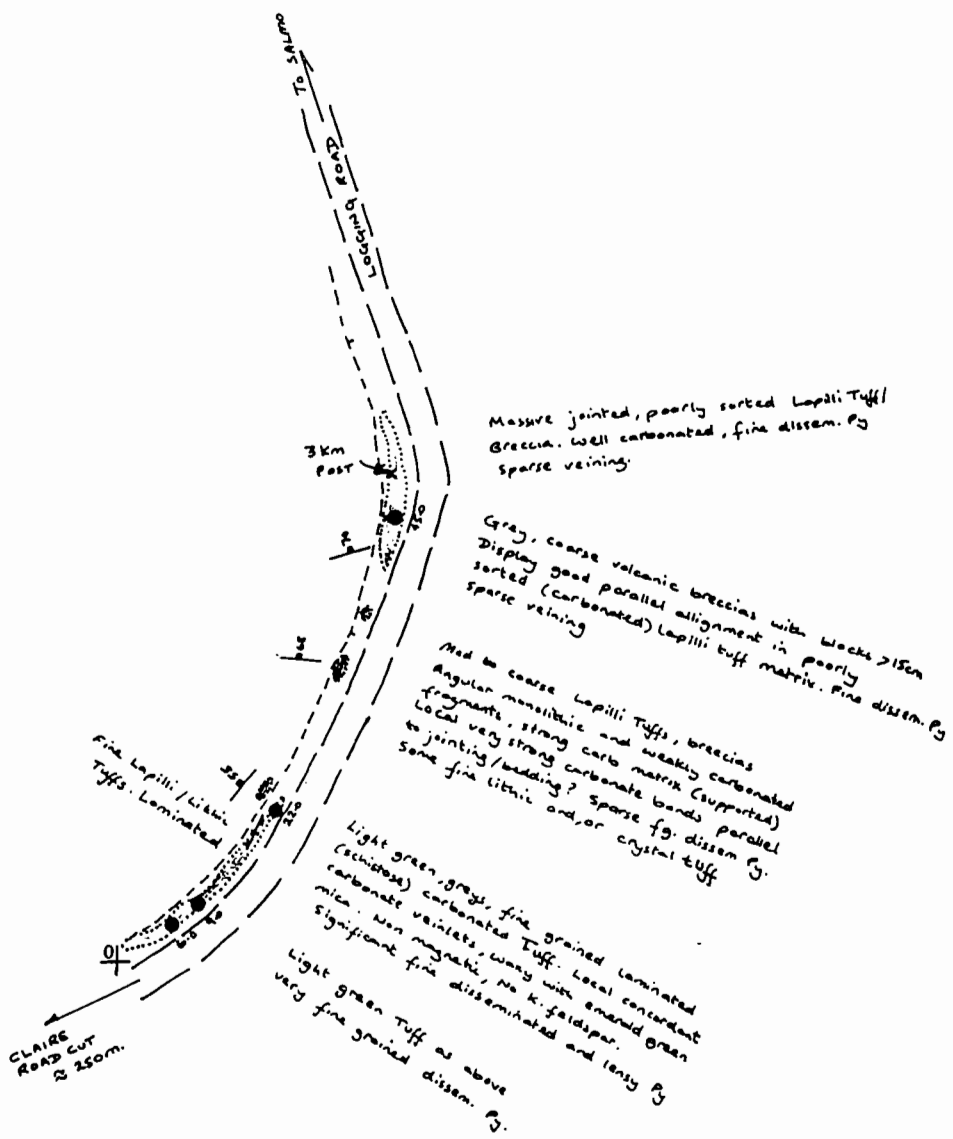 To SALMO
LOGGING ROAD
3 Km
POST
Massive jointed, poorly sorted Lapilli Tuff/
Breccia. Well carbonated, fine dissem. Py
sparse veining.
Grey, coarse volcanic breccias with blocks >15cm
Display good parallel allignment in poorly
sorted (carbonated) Lapilli tuff matrix. Fine dissem. Py
sparse veining
Med to coarse Lapilli Tuffs, breccias
Angular monolithic and weakly carbonated
fragments, strong carb matrix (supported)
Local very strong carbonate bands parallel
to jointing/bedding? Sparse fg. dissem Py.
Some fine lithic and/or crystal tuff
Fine Lapilli / Lithic
Tuffs. Laminated
Light green, greys, fine grained laminated
(schistose) carbonated Tuff. Local concordant
carbonate veinlets, waxy with emerald green
mica. Non magnetic, No K. feldspar.
Significant fine disseminated and lensy Py
Light green Tuff as above
very fine grained dissem. Py.
0
CLAIRE
ROAD CUT
≈ 250m.